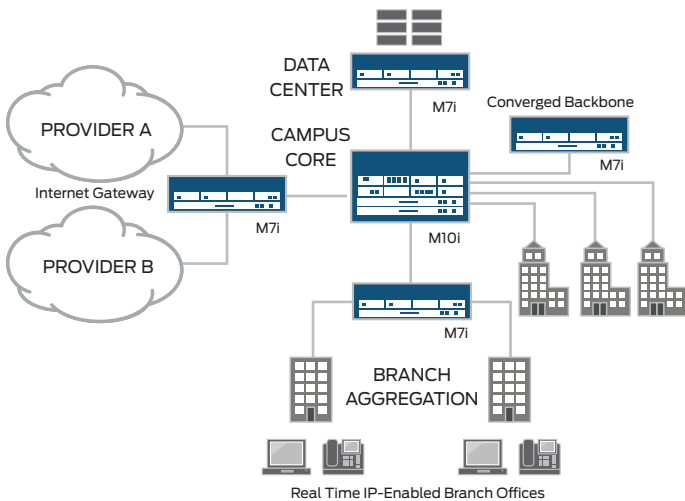 DATA
CENTER
M7i
Converged Backbone
M7i
PROVIDER A
CAMPUS
CORE
Internet Gateway
M7i
M10i
PROVIDER B
M7i
BRANCH
AGGREGATION
Real Time IP-Enabled Branch Offices